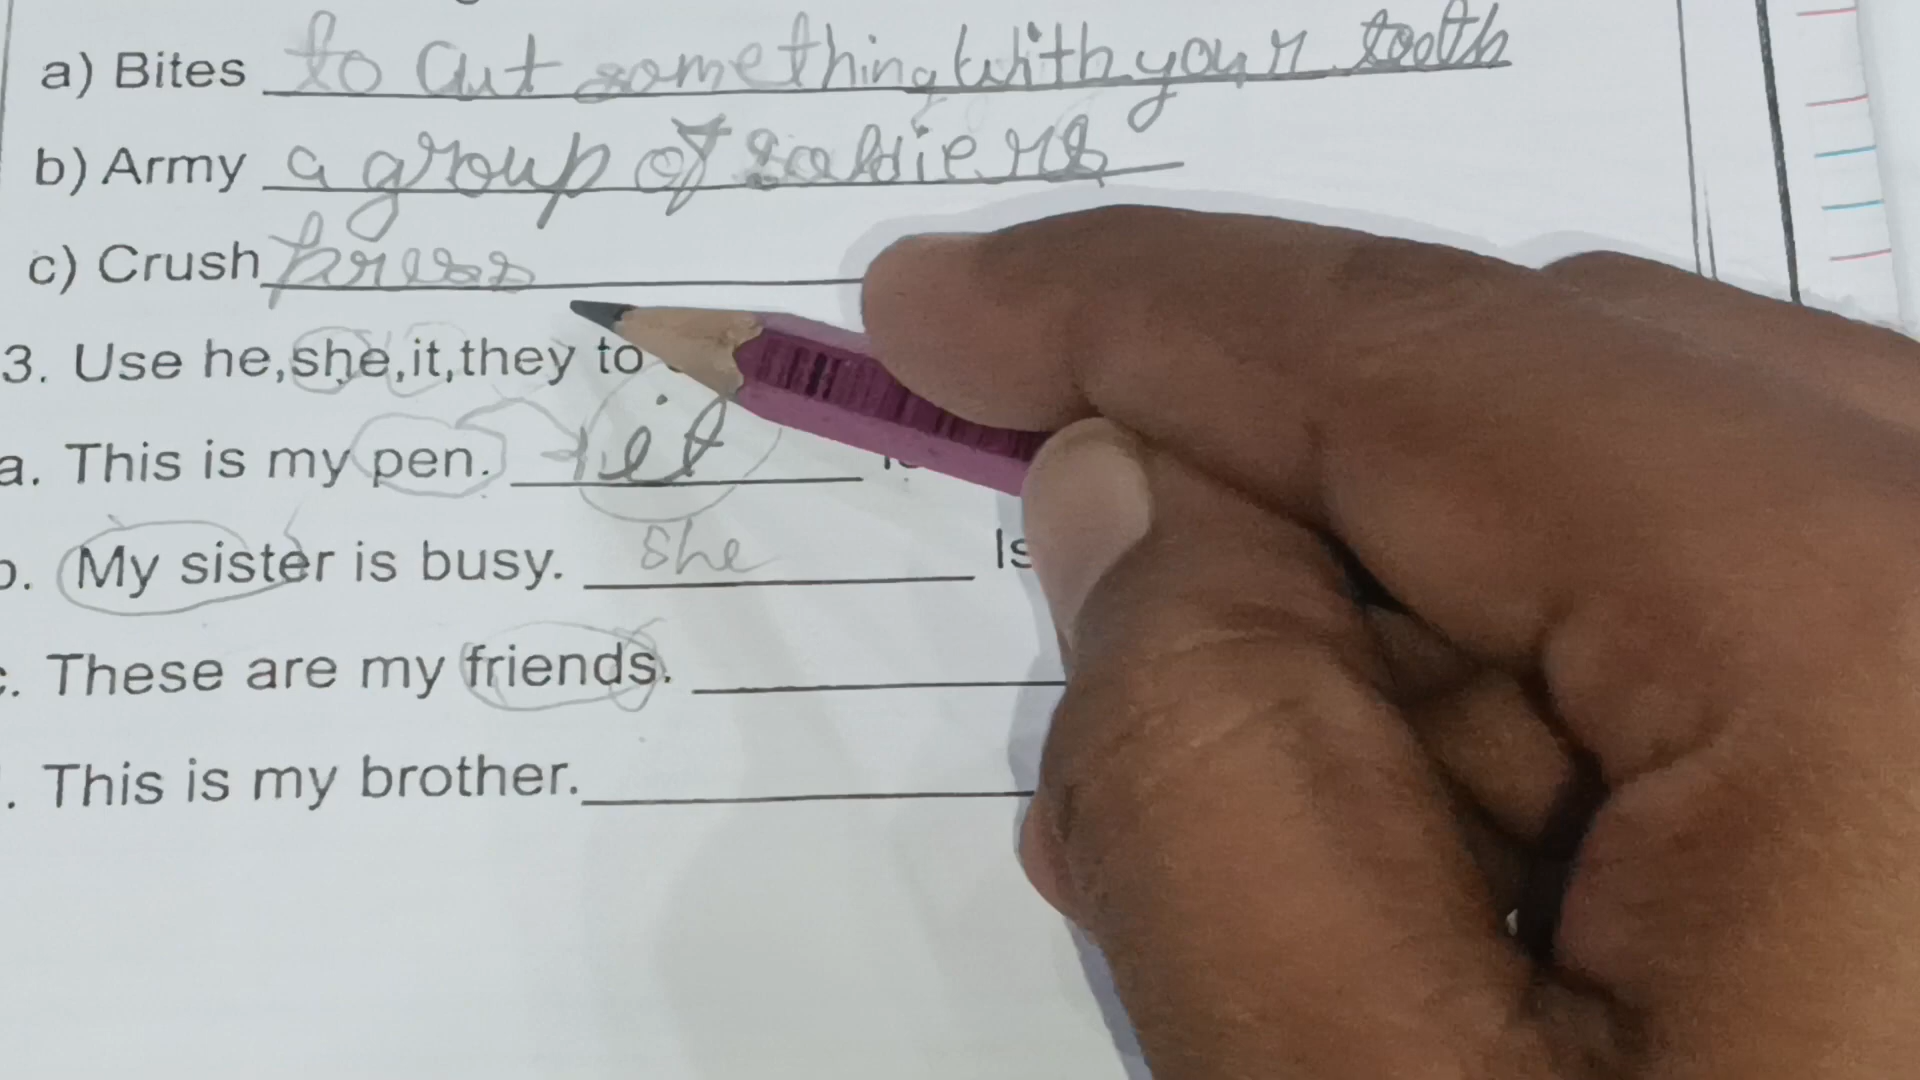 a) Bites to cut something with your teeth
b) Army a group of soldiers
c) Crush press
3. Use he,she,it,they to
a. This is my pen. it
b. My sister is busy. she Is
c. These are my friends.
. This is my brother.